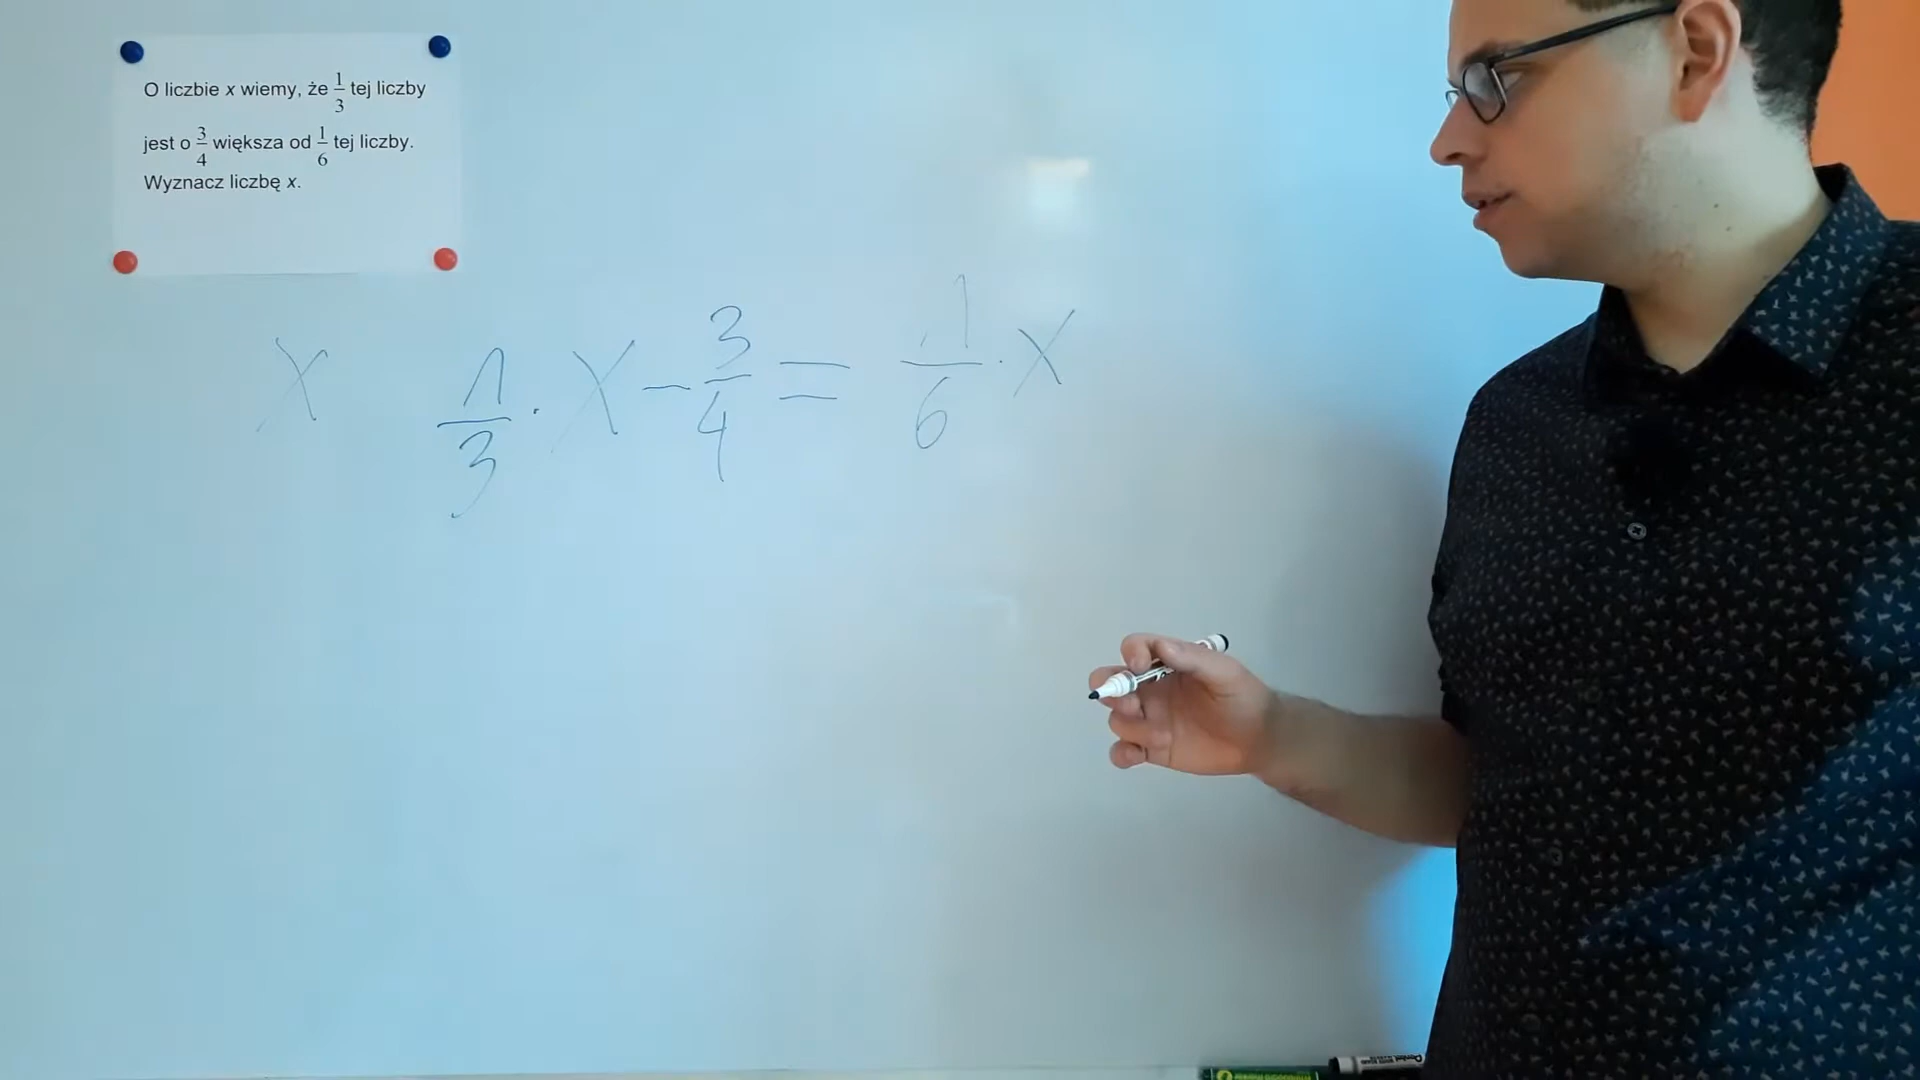 O liczbie x wiemy, że 1/3 tej liczby
jest o 3/4 większa od 1/6 tej liczby.
Wyznacz liczbę x.
x 1/3 · x - 3/4 = 1/6 · x
Pentel